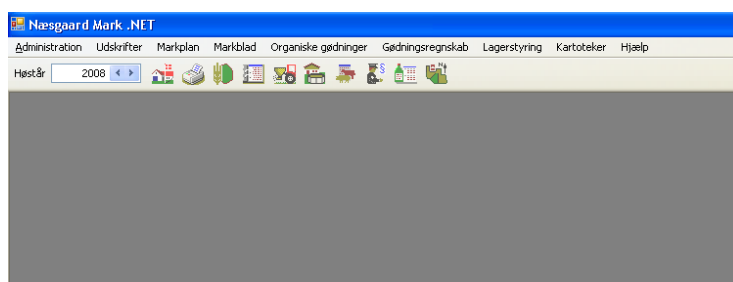 Næsgaard Mark .NET
Administration Udskrifter Markplan Markblad Organiske gødninger Gødningsregnskab Lagerstyring Kartoteker Hjælp
Høstår 2008